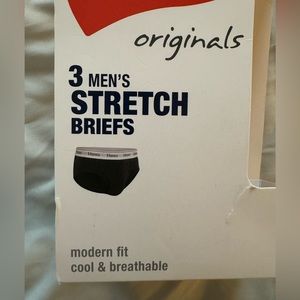 originals
3 MEN'S
STRETCH
BRIEFS
modern fit
cool & breathable